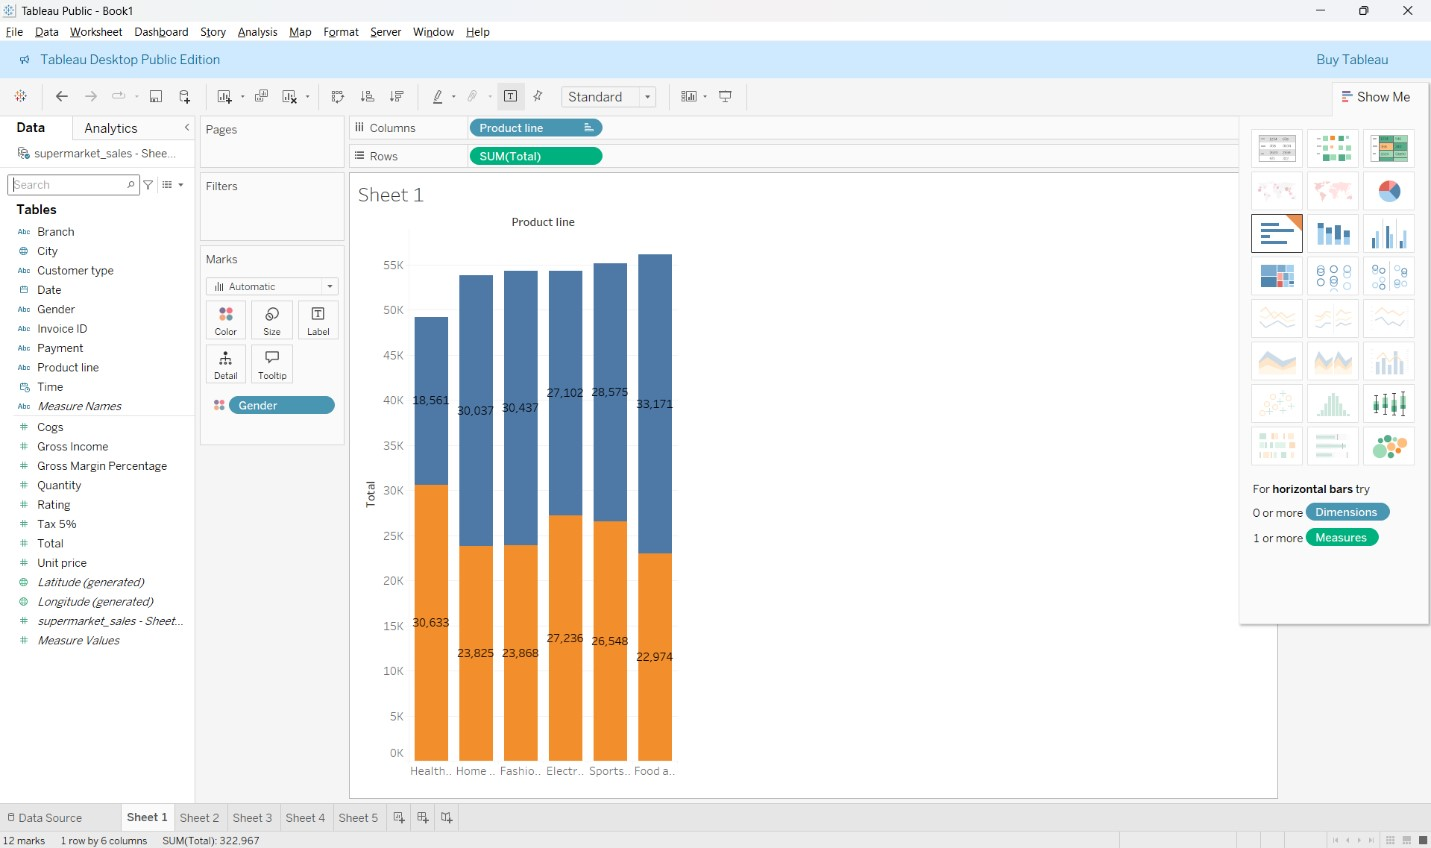 Tableau Public - Book1
File Data Worksheet Dashboard Story Analysis Map Format Server Window Help
Tableau Desktop Public Edition
Buy Tableau
Standard
Show Me
Data
Analytics
supermarket_sales - Shee...
Search
Tables
Abc Branch
City
Abc Customer type
Date
Abc Gender
Abc Invoice ID
Abc Payment
Abc Product line
Time
Abc Measure Names
# Cogs
# Gross Income
# Gross Margin Percentage
# Quantity
# Rating
# Tax 5%
# Total
# Unit price
Latitude (generated)
Longitude (generated)
# supermarket_sales - Sheet...
# Measure Values
Pages
Filters
Marks
Automatic
Color Size Label
Detail Tooltip
Gender
Columns Product line
Rows SUM(Total)
Sheet 1
Product line
Total
55K
50K
45K
40K
35K
30K
25K
20K
15K
10K
5K
0K
18,561 30,037 30,437 27,102 28,575 33,171
30,633 23,825 23,868 27,236 26,548 22,974
Health.. Home .. Fashio.. Electr.. Sports.. Food a..
For horizontal bars try
0 or more Dimensions
1 or more Measures
Data Source Sheet 1 Sheet 2 Sheet 3 Sheet 4 Sheet 5
12 marks 1 row by 6 columns SUM(Total): 322,967